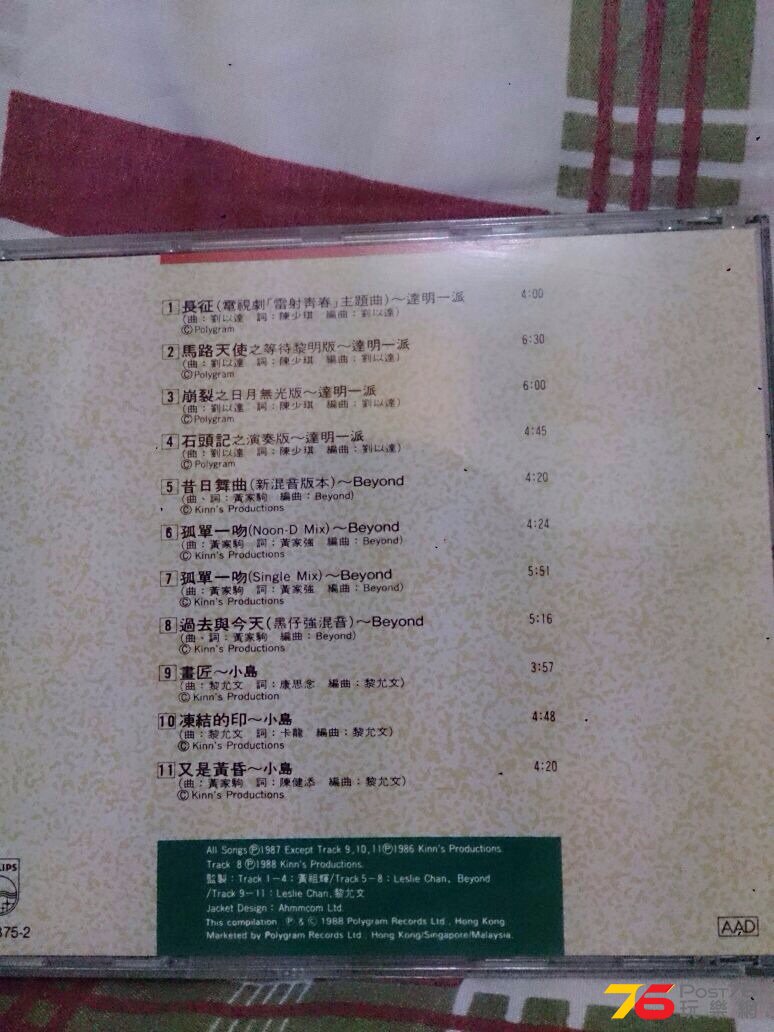 1 長征(電視劇「雷射青春」主題曲)～達明一派 4:00
(曲：劉以達 詞：陳少琪 編曲：劉以達)
©Polygram
2 馬路天使之等待黎明版～達明一派 6:30
(曲：劉以達 詞：陳少琪 編曲：劉以達)
©Polygram
3 崩裂之日月無光版～達明一派 6:00
(曲：劉以達 詞：陳少琪 編曲：劉以達)
©Polygram
4 石頭記之演奏版～達明一派 4:45
(曲：劉以達 詞：陳少琪 編曲：劉以達)
©Polygram
5 昔日舞曲(新混音版本)～Beyond 4:20
(曲、詞：黃家駒 編曲：Beyond)
© Kinn's Productions
6 孤單一吻(Noon-D Mix)～Beyond 4:24
(曲：黃家駒 詞：黃家強 編曲：Beyond)
© Kinn's Productions
7 孤單一吻(Single Mix)～Beyond 5:51
(曲：黃家駒 詞：黃家強 編曲：Beyond)
© Kinn's Productions
8 過去與今天(黑仔強混音)～Beyond 5:16
(曲、詞：黃家駒 編曲：Beyond)
© Kinn's Productions
9 畫匠～小島 3:57
(曲：黎允文 詞：康思念 編曲：黎允文)
© Kinn's Production
10 凍結的印～小島 4:48
(曲：黎允文 詞：卡龍 編曲：黎允文)
© Kinn's Productions
11 又是黃昏～小島 4:20
(曲：黃家駒 詞：陳健添 編曲：黎允文)
© Kinn's Productions
All Songs ℗1987 Except Track 9,10,11℗1986 Kinn's Productions
Track 8 ℗1988 Kinn's Productions.
監製：Track 1－4：黃祖輝/Track 5－8：Leslie Chan, Beyond
/Track 9－11：Leslie Chan,黎允文
Jacket Design : Ahmmcom Ltd.
This compilation ℗ & © 1988 Polygram Records Ltd., Hong Kong
Marketed by Polygram Records Ltd., Hong Kong/Singapore/Malaysia.
LIPS
375-2
AAD
76 Post76
玩樂網